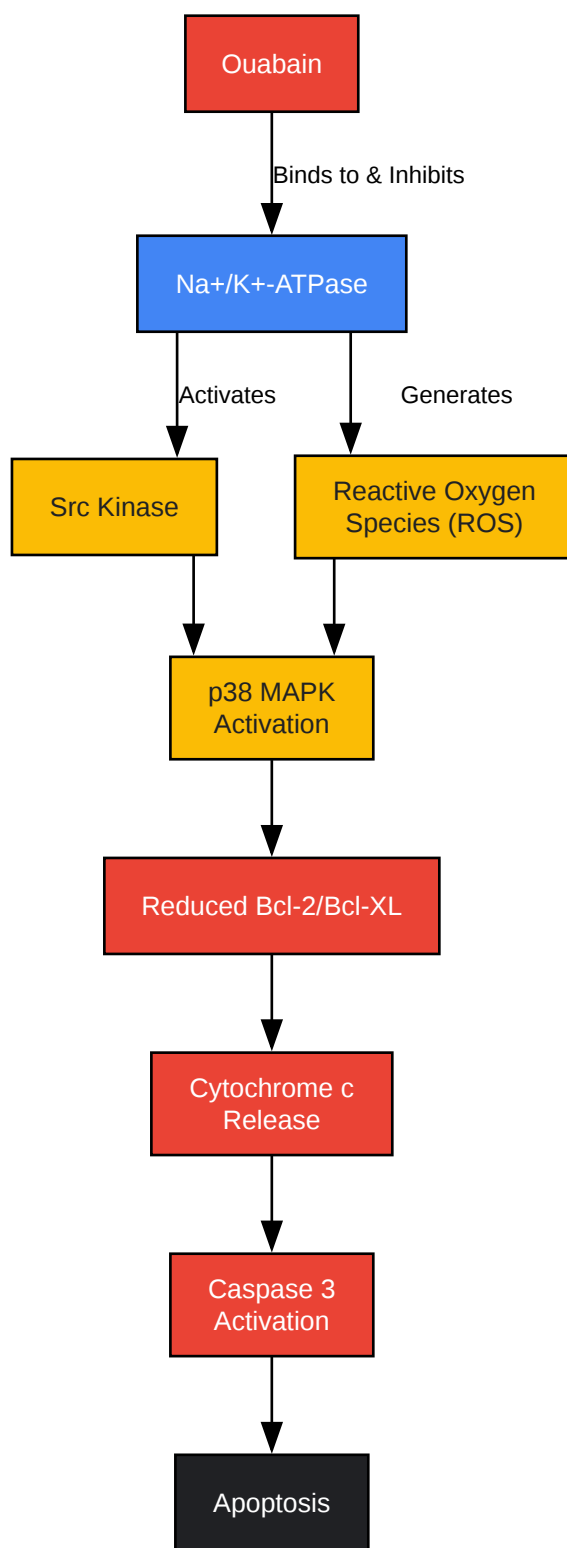 Ouabain
Binds to & Inhibits
Na+/K+-ATPase
Activates
Generates
Src Kinase
Reactive Oxygen
Species (ROS)
p38 MAPK
Activation
Reduced Bcl-2/Bcl-XL
Cytochrome c
Release
Caspase 3
Activation
Apoptosis